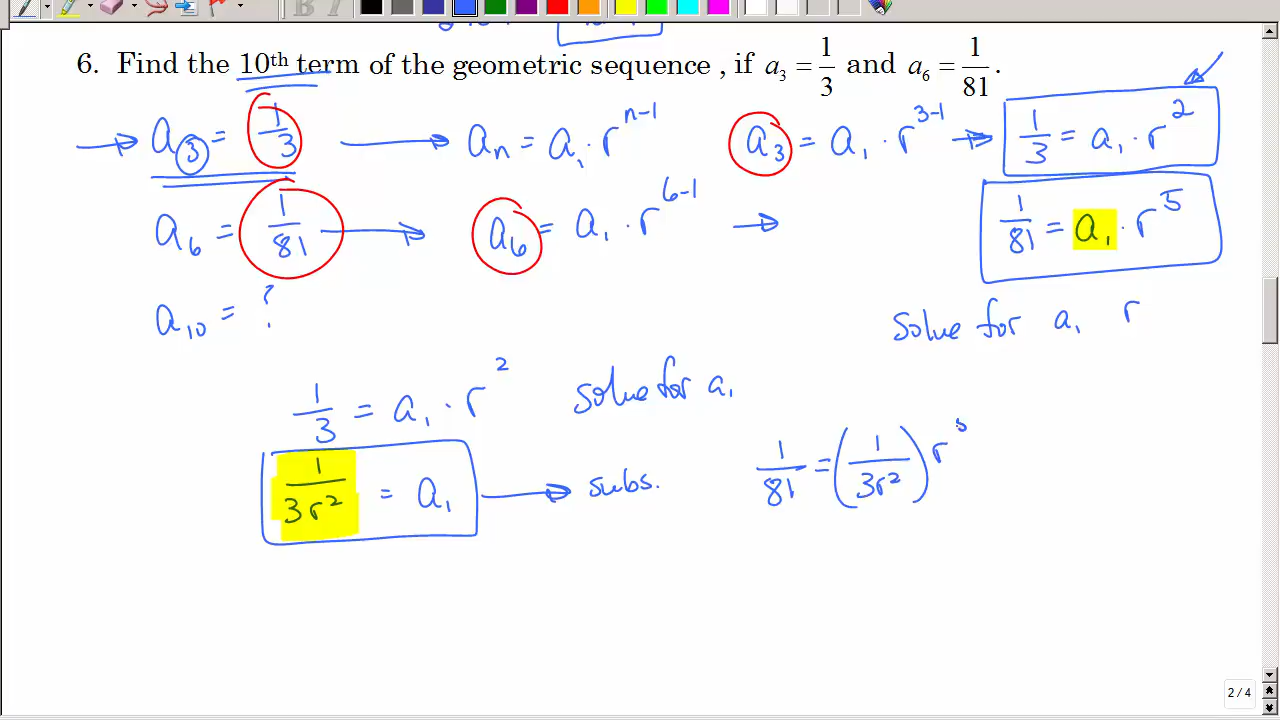 6. Find the 10th term of the geometric sequence , if a₃ = 1/3 and a₆ = 1/81.
→ a₃ = 1/3 → aₙ = a₁ · rⁿ⁻¹ a₃ = a₁ · r³⁻¹ → 1/3 = a₁ · r²
a₆ = 1/81 → a₆ = a₁ · r⁶⁻¹ → 1/81 = a₁ · r⁵
a₁₀ = ?
Solve for a₁ r
1/3 = a₁ · r² solve for a₁
1/3r² = a₁ → subs. 1/81 = (1/3r²) r⁵
2 / 4